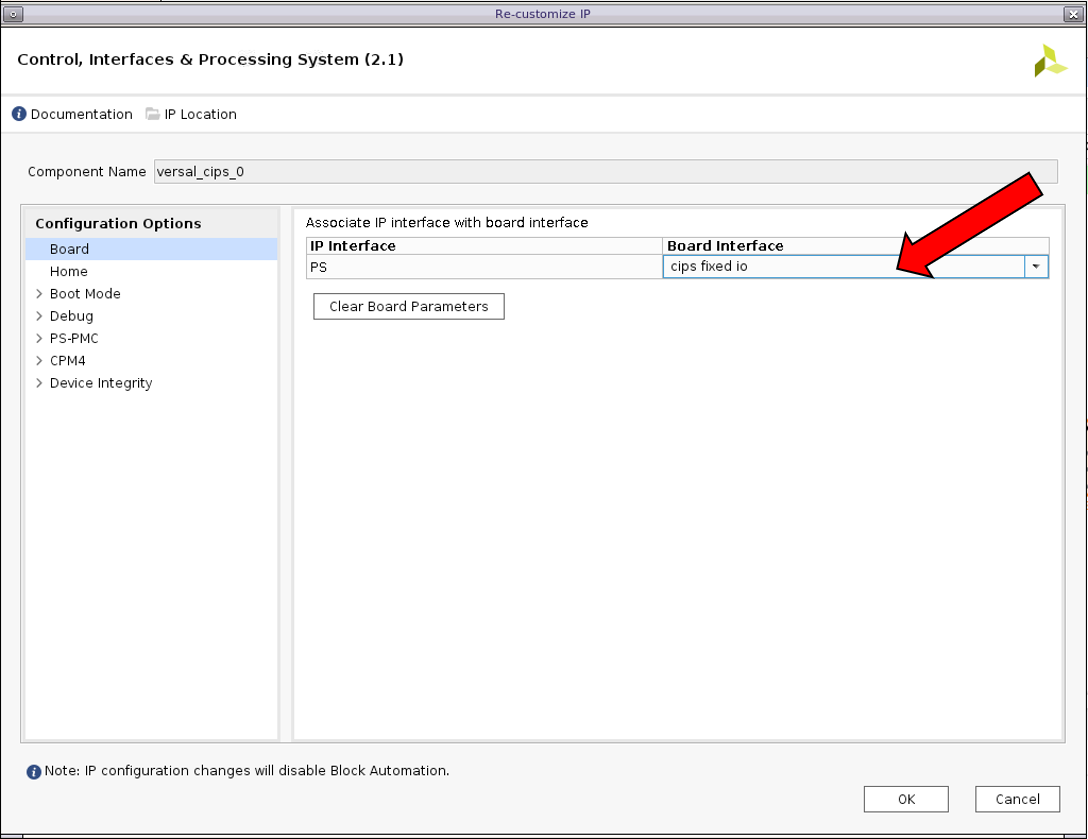 Re-customize IP
Control, Interfaces & Processing System (2.1)
Documentation IP Location
Component Name versal_cips_0
Configuration Options
Board
Home
Boot Mode
Debug
PS-PMC
CPM4
Device Integrity
Associate IP interface with board interface
IP Interface Board Interface
PS cips fixed io
Clear Board Parameters
Note: IP configuration changes will disable Block Automation.
OK Cancel